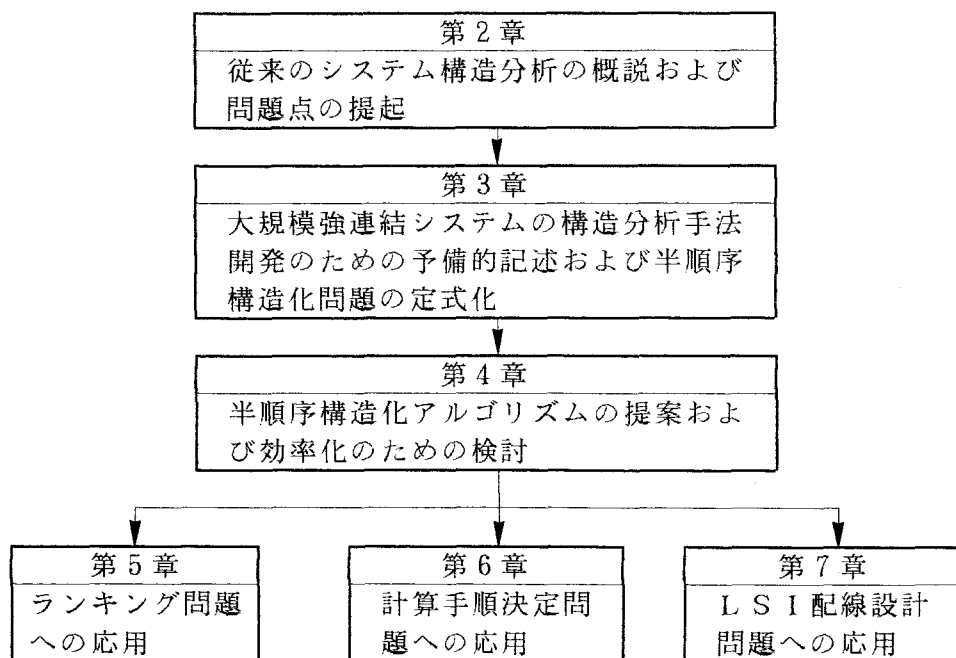 第２章
従来のシステム構造分析の概説および
問題点の提起
第３章
大規模強連結システムの構造分析手法
開発のための予備的記述および半順序
構造化問題の定式化
第４章
半順序構造化アルゴリズムの提案およ
び効率化のための検討
第５章
ランキング問題
への応用
第６章
計算手順決定問
題への応用
第７章
ＬＳＩ配線設計
問題への応用